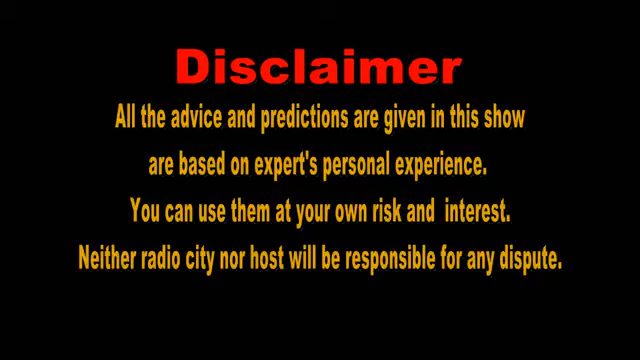 Disclaimer
All the advice and predictions are given in this show
are based on expert's personal experience.
You can use them at your own risk and  interest.
Neither radio city nor host will be responsible for any dispute.